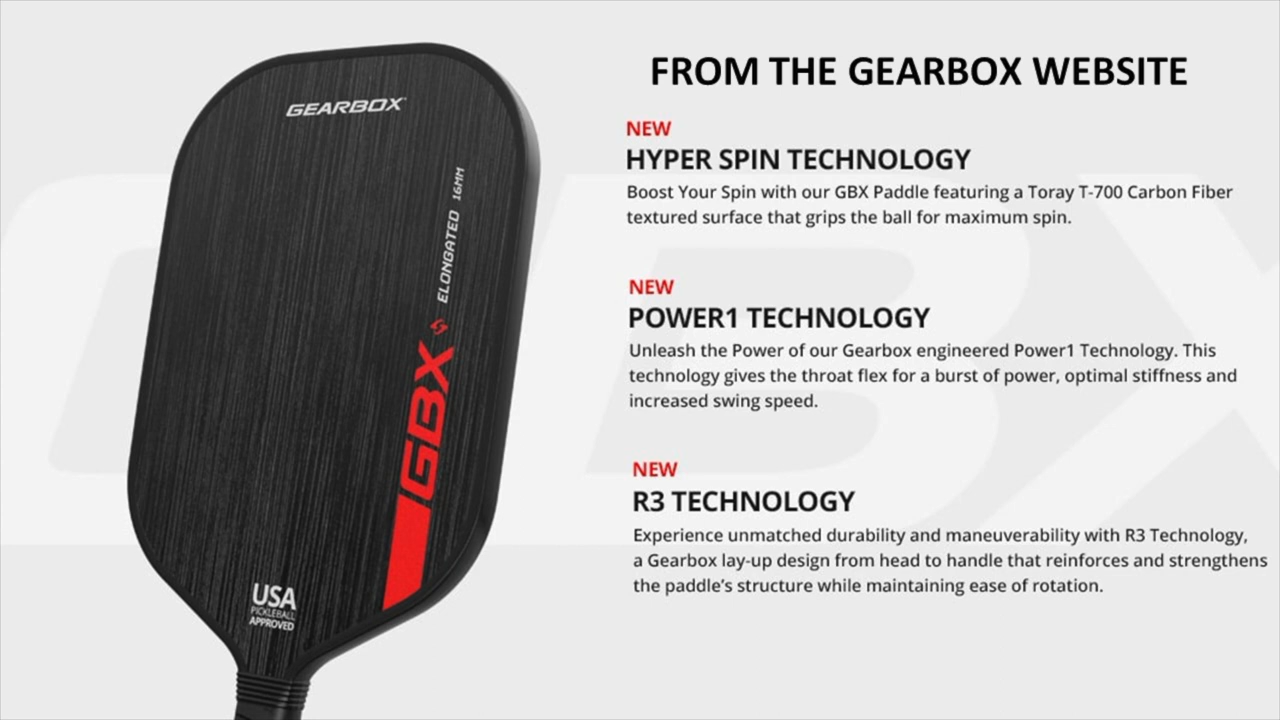 GEARBOX
ELONGATED 16MM
GBX
USA
PICKLEBALL
APPROVED
FROM THE GEARBOX WEBSITE
NEW
HYPER SPIN TECHNOLOGY
Boost Your Spin with our GBX Paddle featuring a Toray T-700 Carbon Fiber
textured surface that grips the ball for maximum spin.
NEW
POWER1 TECHNOLOGY
Unleash the Power of our Gearbox engineered Power1 Technology. This
technology gives the throat flex for a burst of power, optimal stiffness and
increased swing speed.
NEW
R3 TECHNOLOGY
Experience unmatched durability and maneuverability with R3 Technology,
a Gearbox lay-up design from head to handle that reinforces and strengthens
the paddle’s structure while maintaining ease of rotation.